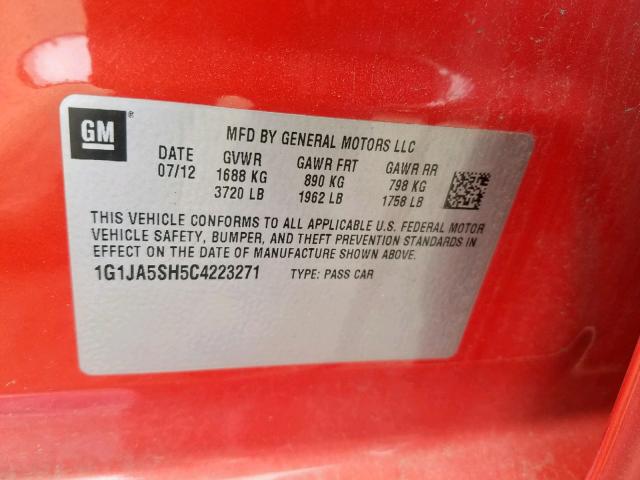 GM ®
MFD BY GENERAL MOTORS LLC
DATE GVWR GAWR FRT GAWR RR
07/12 1688 KG 890 KG 798 KG
3720 LB 1962 LB 1758 LB
THIS VEHICLE CONFORMS TO ALL APPLICABLE U.S. FEDERAL MOTOR
VEHICLE SAFETY, BUMPER, AND THEFT PREVENTION STANDARDS IN
EFFECT ON THE DATE OF MANUFACTURE SHOWN ABOVE.
1G1JA5SH5C4223271 TYPE: PASS CAR